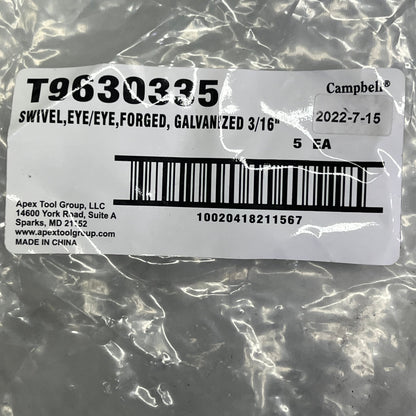 T9630335
Campbell®
SWIVEL,EYE/EYE,FORGED, GALVANIZED 3/16"
2022-7-15
5 EA
10020418211567
Apex Tool Group, LLC
14600 York Road, Suite A
Sparks, MD 21152
www.apextoolgroup.com
MADE IN CHINA